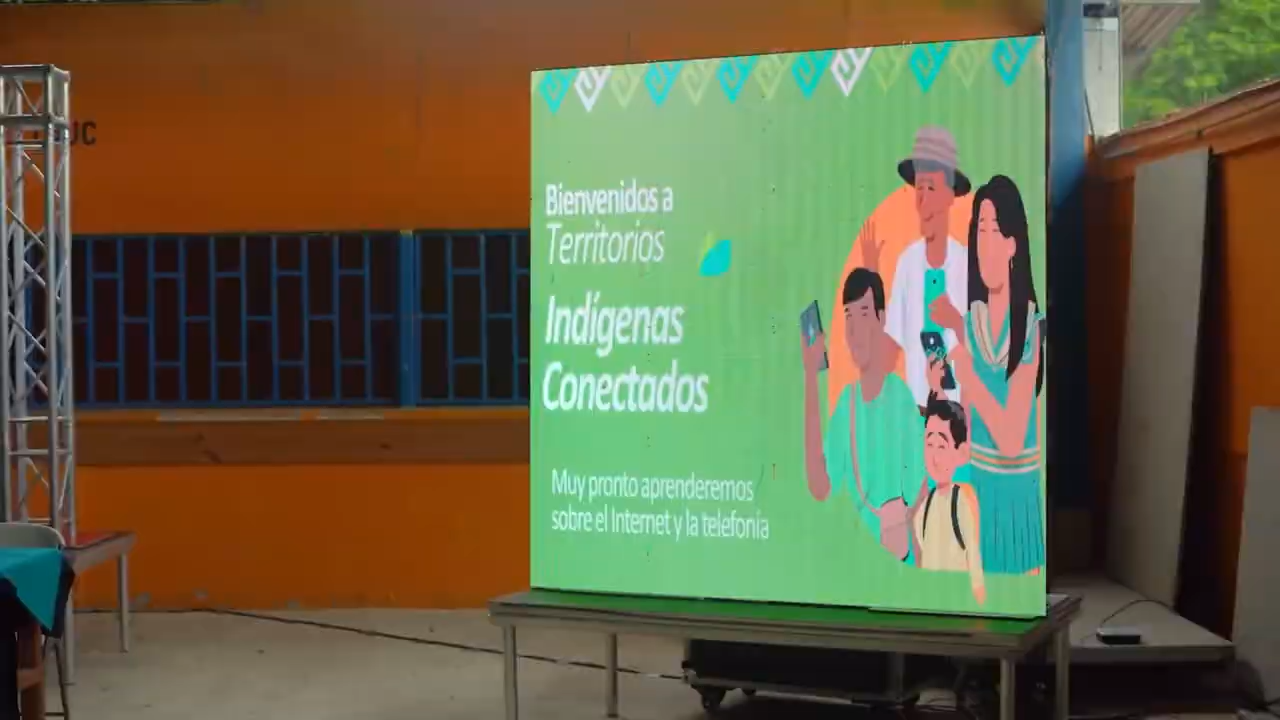 Bienvenidos a
Territorios
Indígenas
Conectados
Muy pronto aprenderemos
sobre el Internet y la telefonía